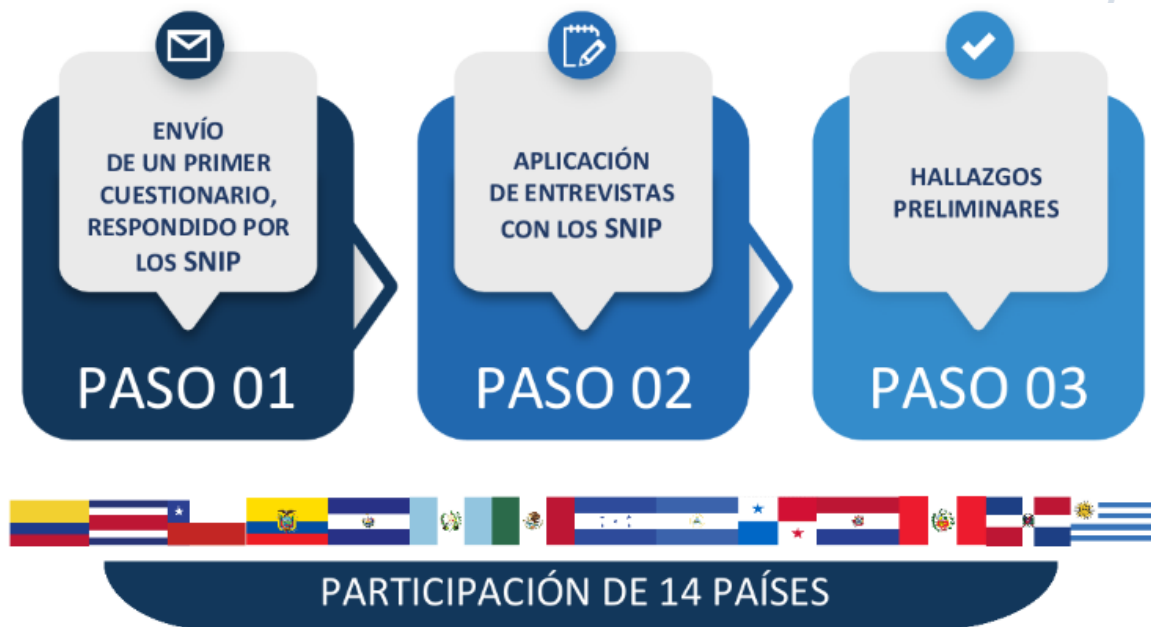 ENVÍO
DE UN PRIMER
CUESTIONARIO,
RESPONDIDO POR
LOS SNIP
PASO 01
APLICACIÓN
DE ENTREVISTAS
CON LOS SNIP
PASO 02
HALLAZGOS
PRELIMINARES
PASO 03
PARTICIPACIÓN DE 14 PAÍSES